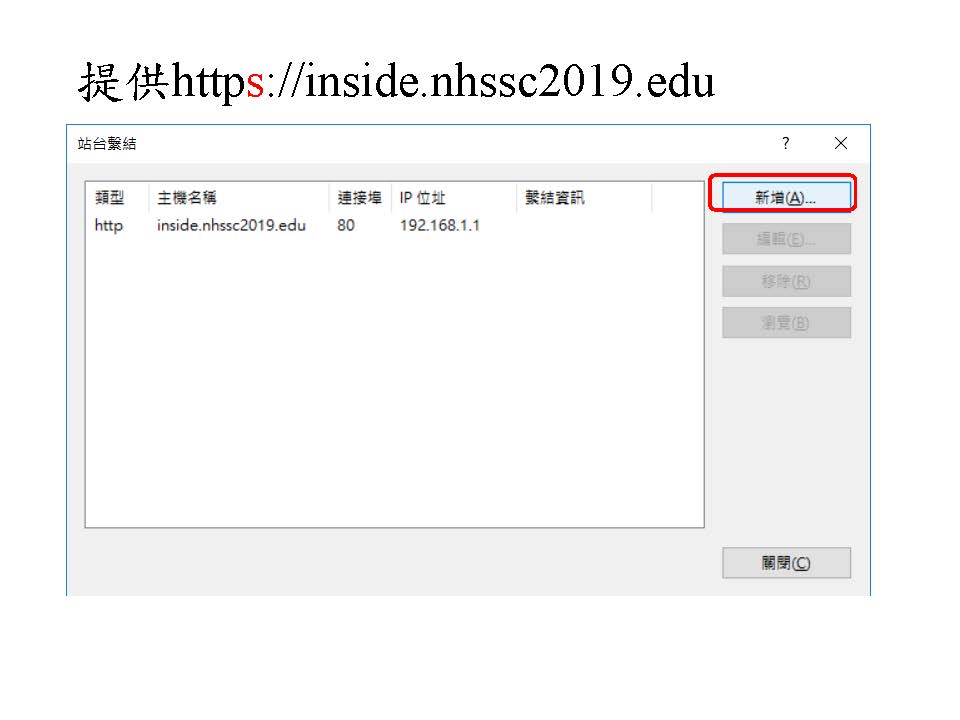 提供https://inside.nhssc2019.edu
站台繫結
? ×
類型 主機名稱 連接埠 IP 位址 繫結資訊
http inside.nhssc2019.edu 80 192.168.1.1
新增(A)...
編輯(E)...
移除(R)
瀏覽(B)
關閉(C)